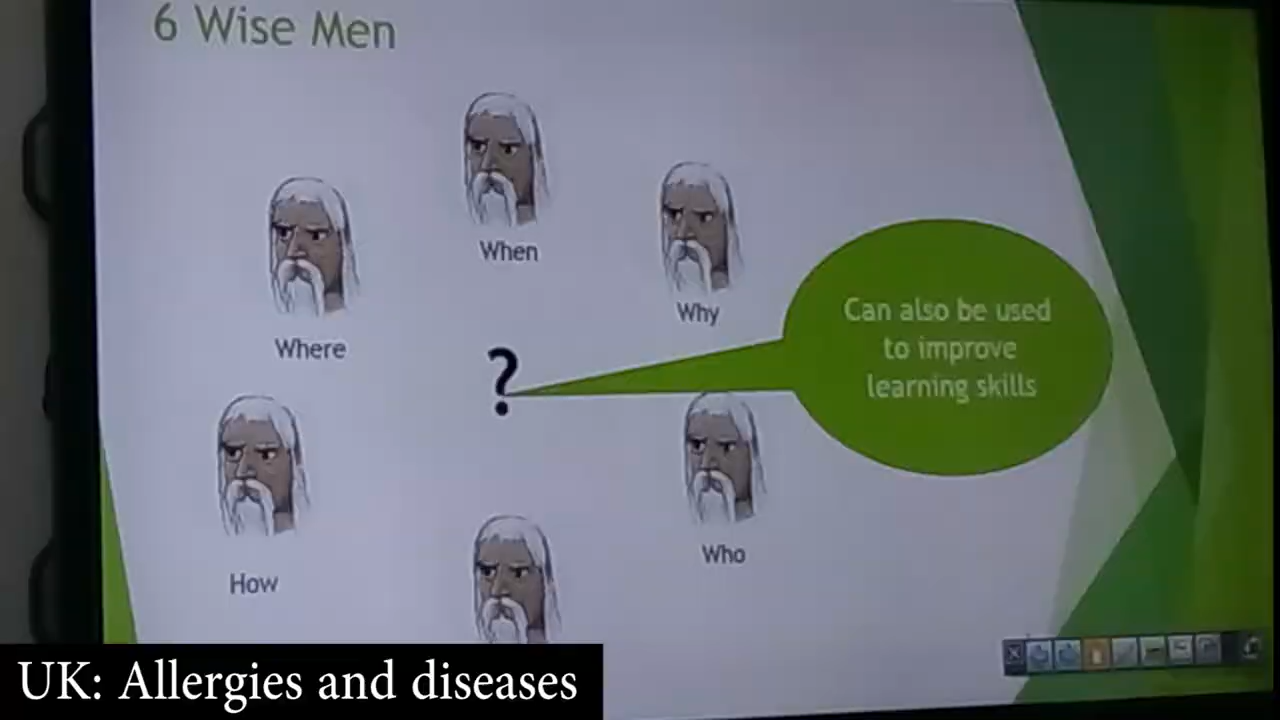 6 Wise Men
When
Why
Where
?
Can also be used
to improve
learning skills
Who
How
UK: Allergies and diseases